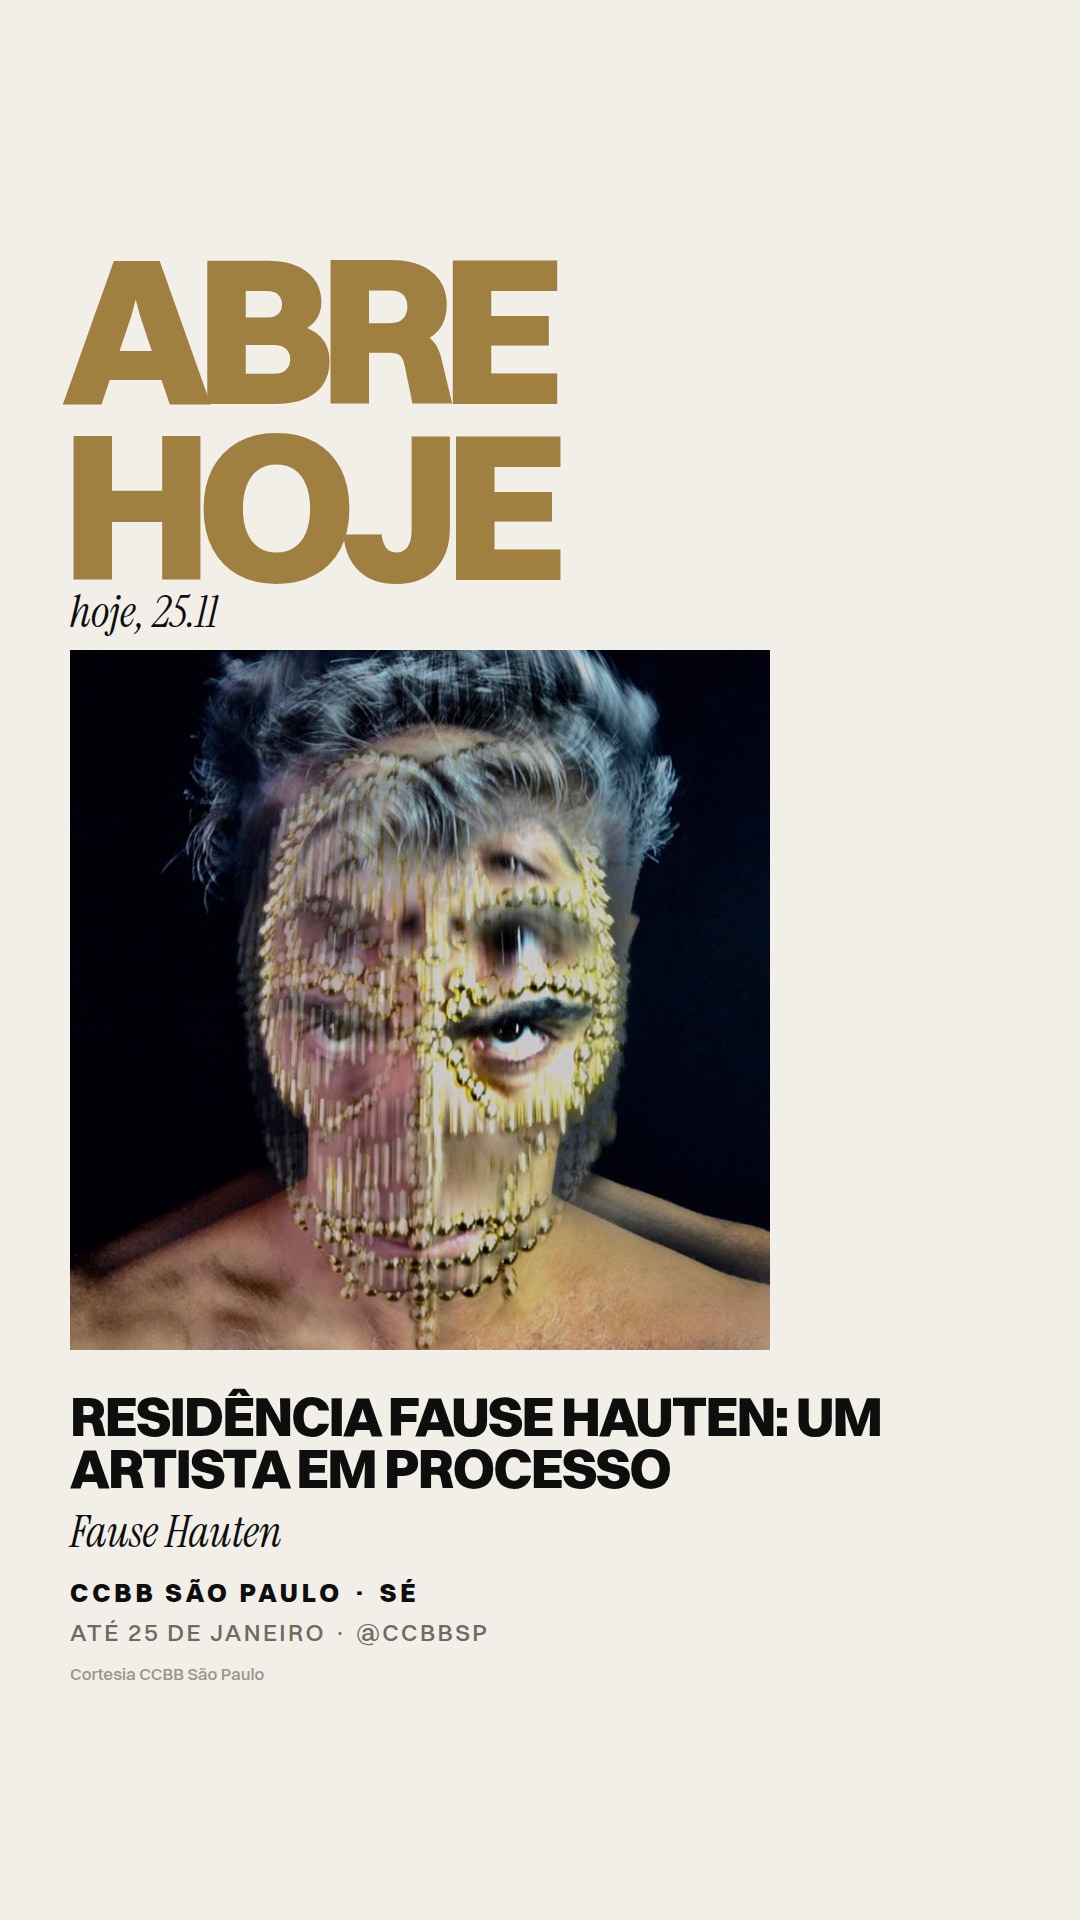 ABRE
HOJE
hoje, 25.11
RESIDÊNCIA FAUSE HAUTEN: UM
ARTISTA EM PROCESSO
Fause Hauten
CCBB SÃO PAULO · SÉ
ATÉ 25 DE JANEIRO · @CCBBSP
Cortesia CCBB São Paulo